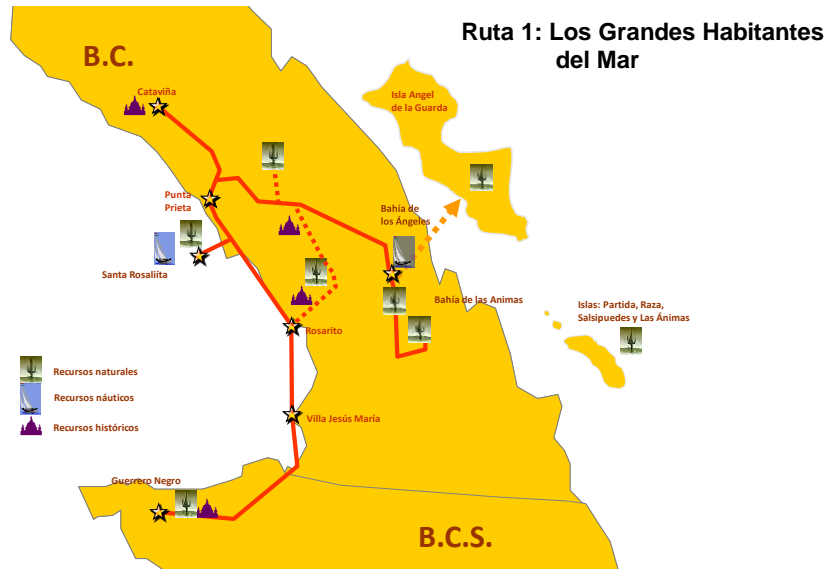 Ruta 1: Los Grandes Habitantes
del Mar
B.C.
Cataviña
Isla Angel
de la Guarda
Punta
Prieta
Bahía de
los Ángeles
Santa Rosaliíta
Bahía de las Animas
Islas: Partida, Raza,
Salsipuedes y Las Ánimas
Rosarito
Recursos naturales
Recursos náuticos
Recursos históricos
Villa Jesús María
Guerrero Negro
B.C.S.